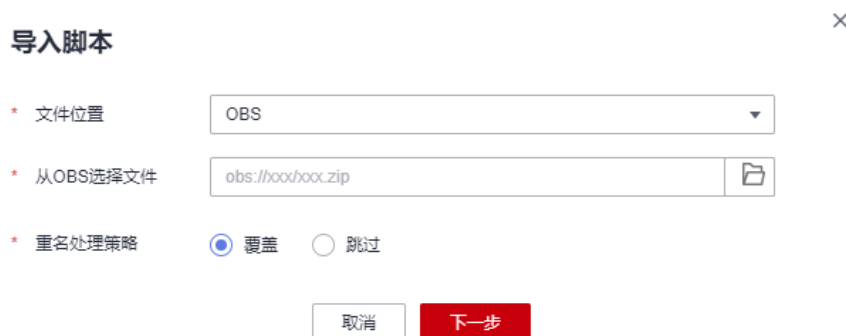 导入脚本
* 文件位置 OBS
* 从OBS选择文件 obs://xxx/xxx.zip
* 重名处理策略 覆盖 跳过
取消 下一步